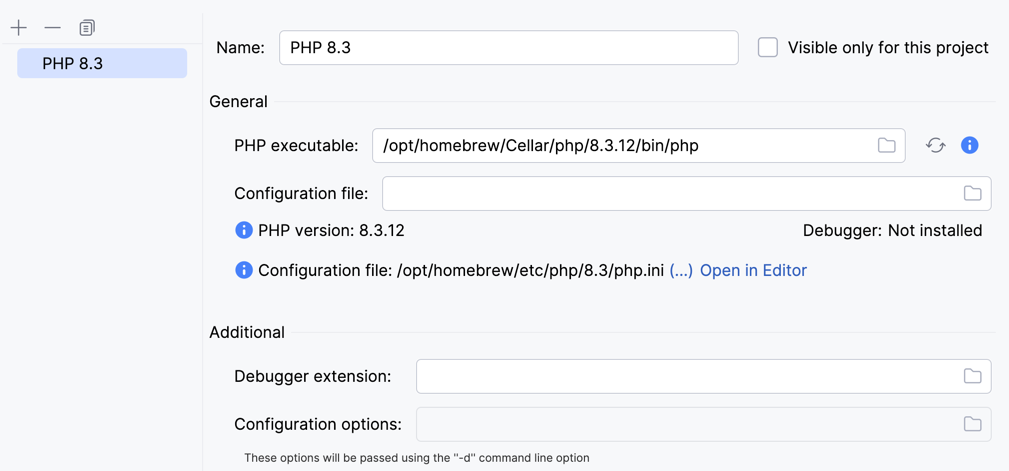 PHP 8.3
Name: PHP 8.3 Visible only for this project
General
PHP executable: /opt/homebrew/Cellar/php/8.3.12/bin/php
Configuration file:
PHP version: 8.3.12 Debugger: Not installed
Configuration file: /opt/homebrew/etc/php/8.3/php.ini (...) Open in Editor
Additional
Debugger extension:
Configuration options:
These options will be passed using the "-d" command line option